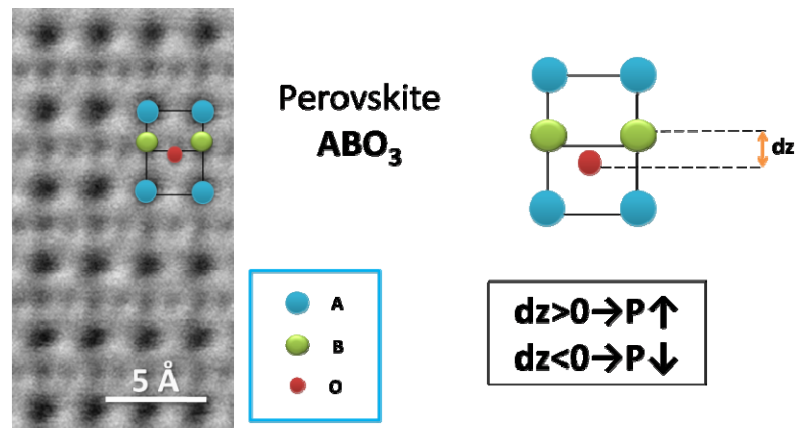 Perovskite
ABO₃
dz
A
B
O
5 Å
dz>0→P↑
dz<0→P↓